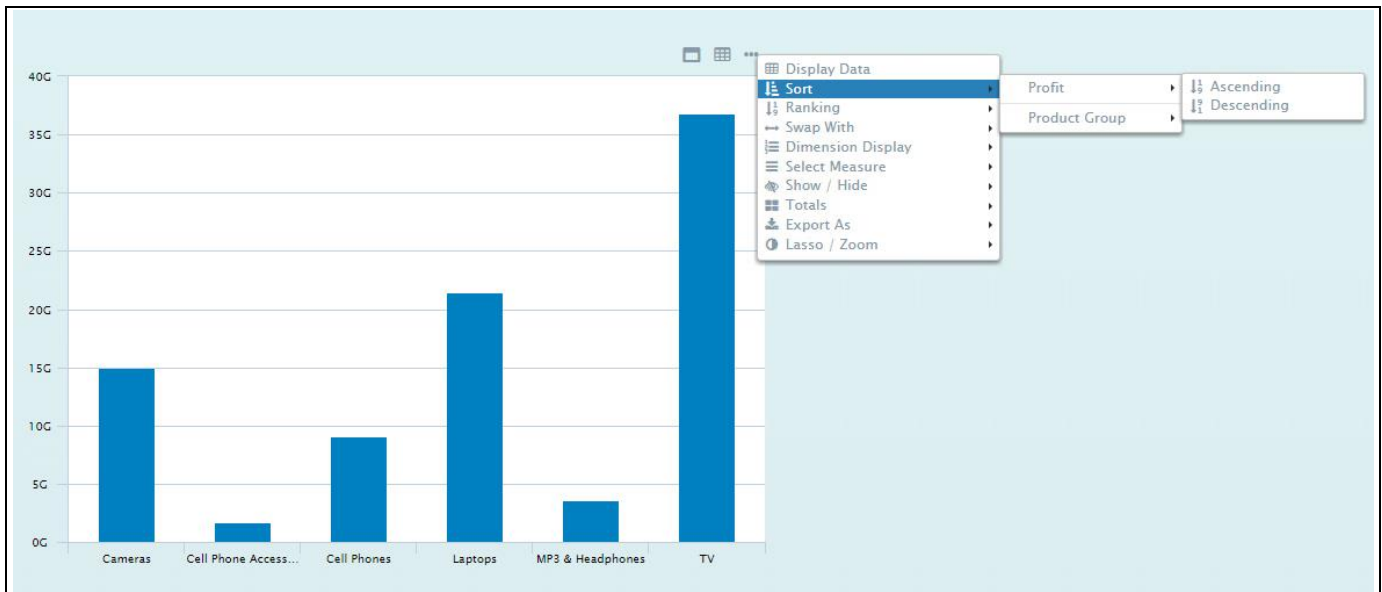 40G
35G
30G
25G
20G
15G
10G
5G
0G
Cameras
Cell Phone Access...
Cell Phones
Laptops
MP3 & Headphones
TV
Display Data
Sort
Ranking
Swap With
Dimension Display
Select Measure
Show / Hide
Totals
Export As
Lasso / Zoom
Profit
Product Group
Ascending
Descending